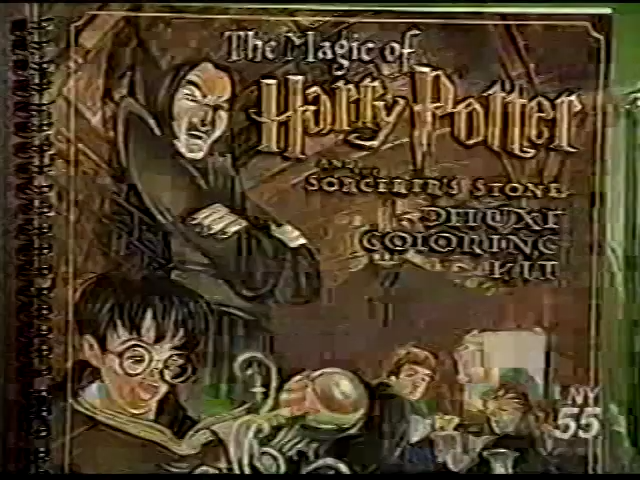 The Magic of
Harry Potter
AND THE
SORCERER'S STONE
DELUXE
COLORING
KIT
NY
55